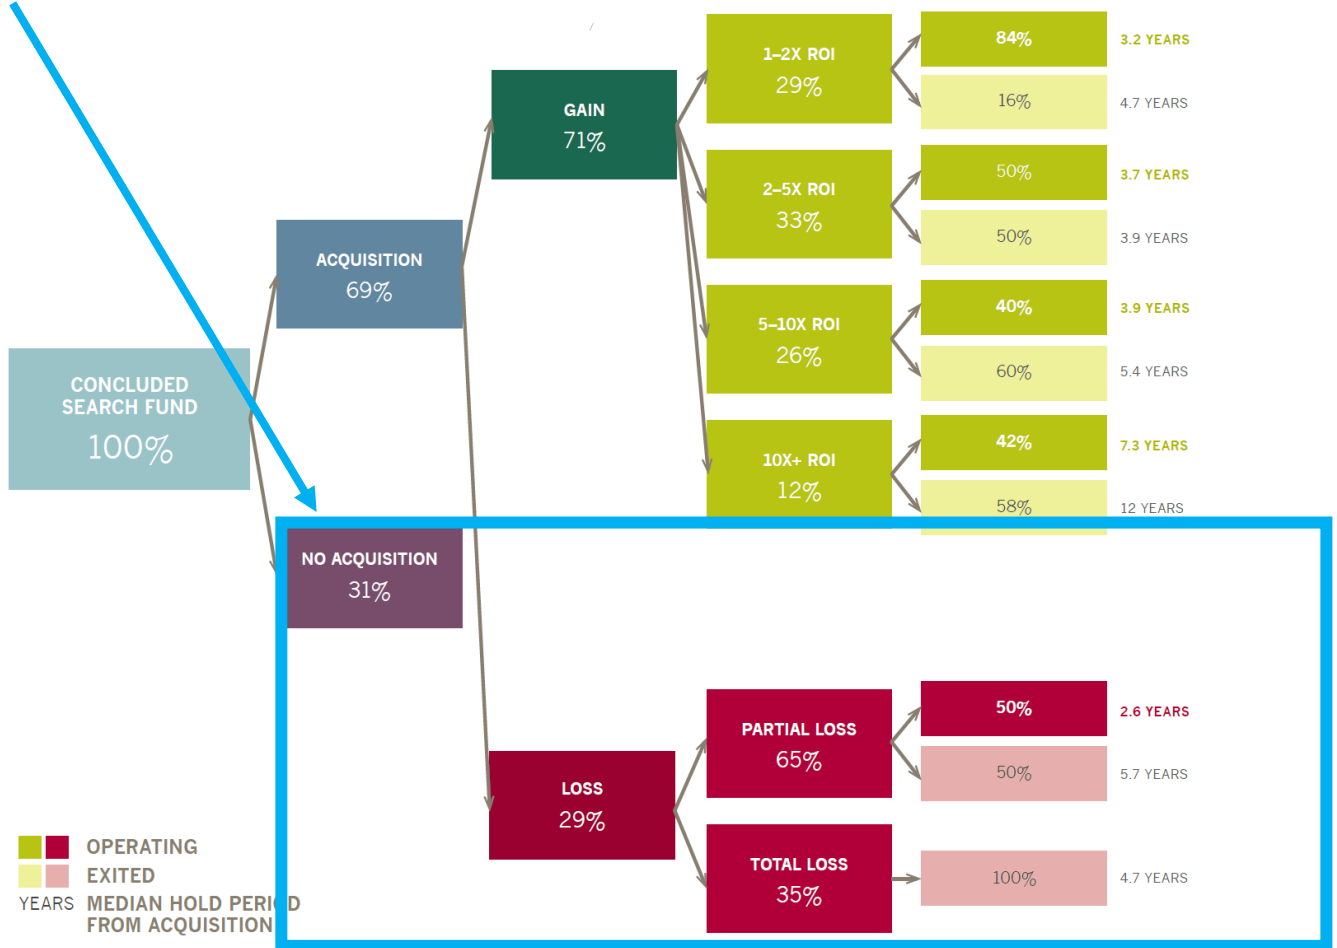 CONCLUDED
SEARCH FUND
100%
ACQUISITION
69%
NO ACQUISITION
31%
GAIN
71%
LOSS
29%
1–2X ROI
29%
84%
3.2 YEARS
16%
4.7 YEARS
2–5X ROI
33%
50%
3.7 YEARS
50%
3.9 YEARS
5–10X ROI
26%
40%
3.9 YEARS
60%
5.4 YEARS
10X+ ROI
12%
42%
7.3 YEARS
58%
12 YEARS
PARTIAL LOSS
65%
50%
2.6 YEARS
50%
5.7 YEARS
TOTAL LOSS
35%
100%
4.7 YEARS
OPERATING
EXITED
YEARS MEDIAN HOLD PERIOD
FROM ACQUISITION